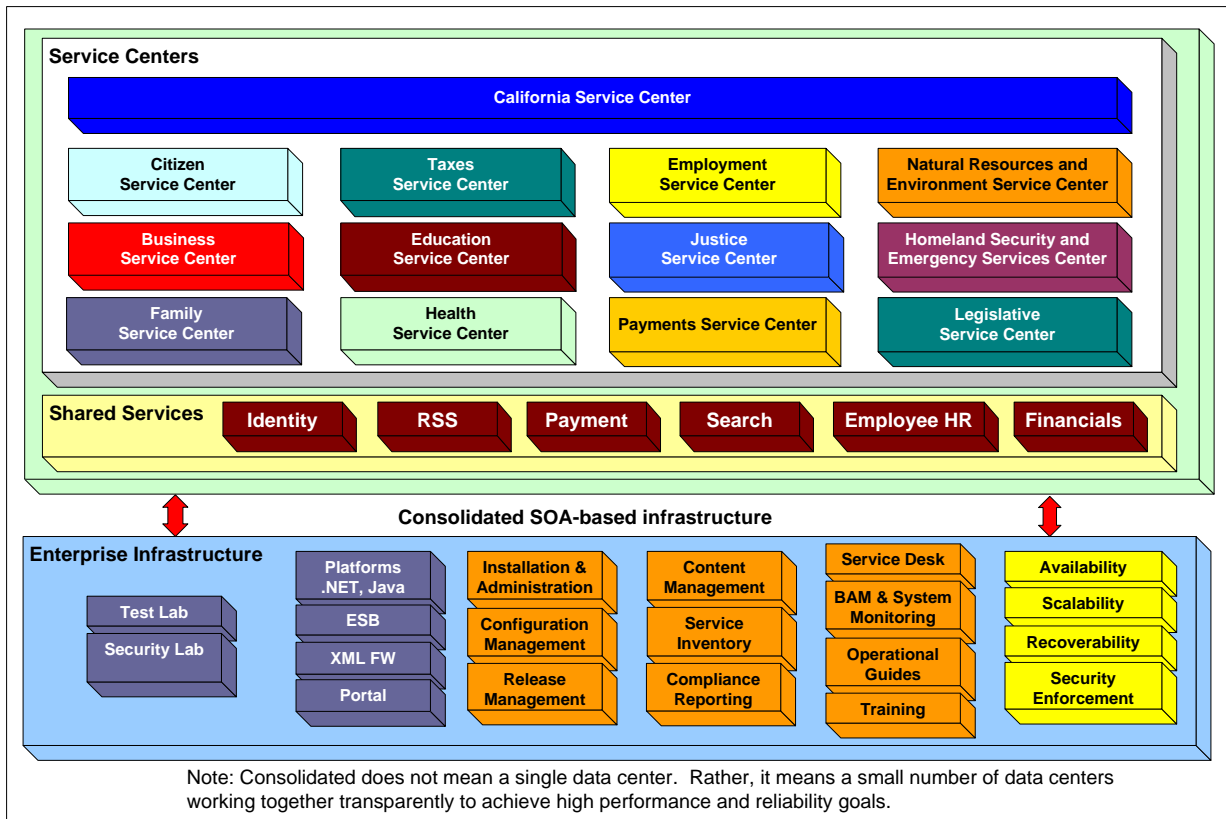 Service Centers
California Service Center
Citizen
Service Center
Taxes
Service Center
Employment
Service Center
Natural Resources and
Environment Service Center
Business
Service Center
Education
Service Center
Justice
Service Center
Homeland Security and
Emergency Services Center
Family
Service Center
Health
Service Center
Payments Service Center
Legislative
Service Center
Shared Services
Identity
RSS
Payment
Search
Employee HR
Financials
Consolidated SOA-based infrastructure
Enterprise Infrastructure
Test Lab
Security Lab
Platforms
.NET, Java
ESB
XML FW
Portal
Installation &
Administration
Configuration
Management
Release
Management
Content
Management
Service
Inventory
Compliance
Reporting
Service Desk
BAM & System
Monitoring
Operational
Guides
Training
Availability
Scalability
Recoverability
Security
Enforcement
Note: Consolidated does not mean a single data center.  Rather, it means a small number of data centers
working together transparently to achieve high performance and reliability goals.